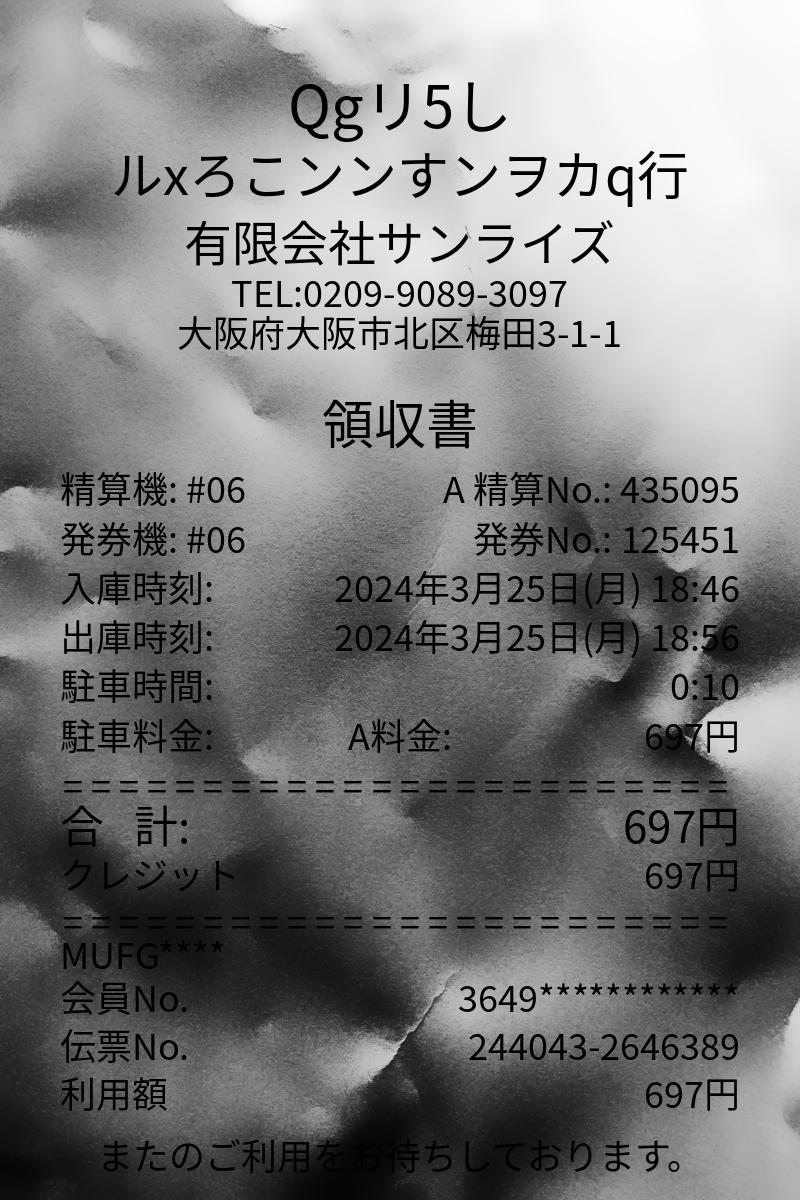 Qgリ5し
ルxろこンンすンヲカq行
有限会社サンライズ
TEL:0209-9089-3097
大阪府大阪市北区梅田3-1-1
領収書
精算機: #06 A 精算No.: 435095
発券機: #06 発券No.: 125451
入庫時刻: 2024年3月25日(月) 18:46
出庫時刻: 2024年3月25日(月) 18:56
駐車時間: 0:10
駐車料金: A料金: 697円
========================
合 計: 697円
クレジット 697円
========================
MUFG****
会員No. 3649************
伝票No. 244043-2646389
利用額 697円
またのご利用をお待ちしております。